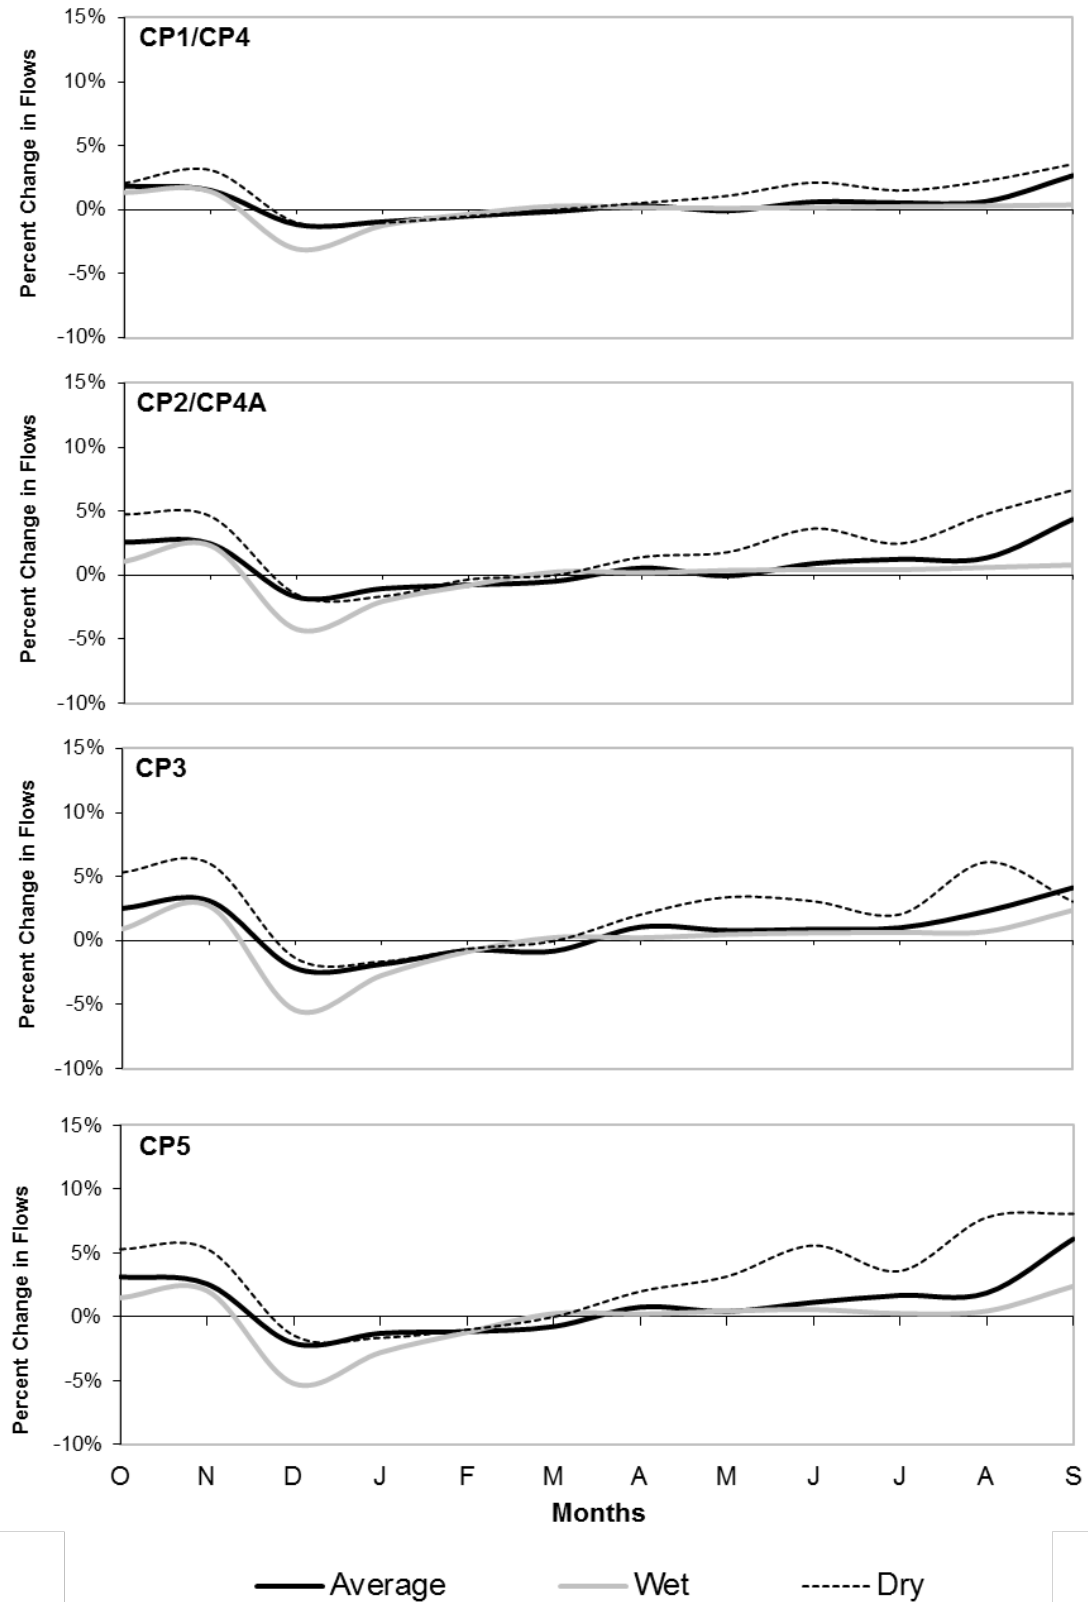 15%
CP1/CP4
10%
5%
0%
-5%
-10%
Percent Change in Flows
15%
CP2/CP4A
10%
5%
0%
-5%
-10%
Percent Change in Flows
15%
CP3
10%
5%
0%
-5%
-10%
Percent Change in Flows
15%
CP5
10%
5%
0%
-5%
-10%
Percent Change in Flows
O N D J F M A M J J A S
Months
Average Wet Dry